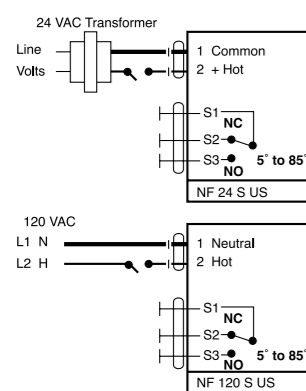 24 VAC Transformer
Line
Volts
1 Common
2 + Hot
S1
NC
S2
S3
NO
5° to 85°
NF 24 S US
120 VAC
L1 N
L2 H
1 Neutral
2 Hot
S1
NC
S2
S3
NO
5° to 85°
NF 120 S US